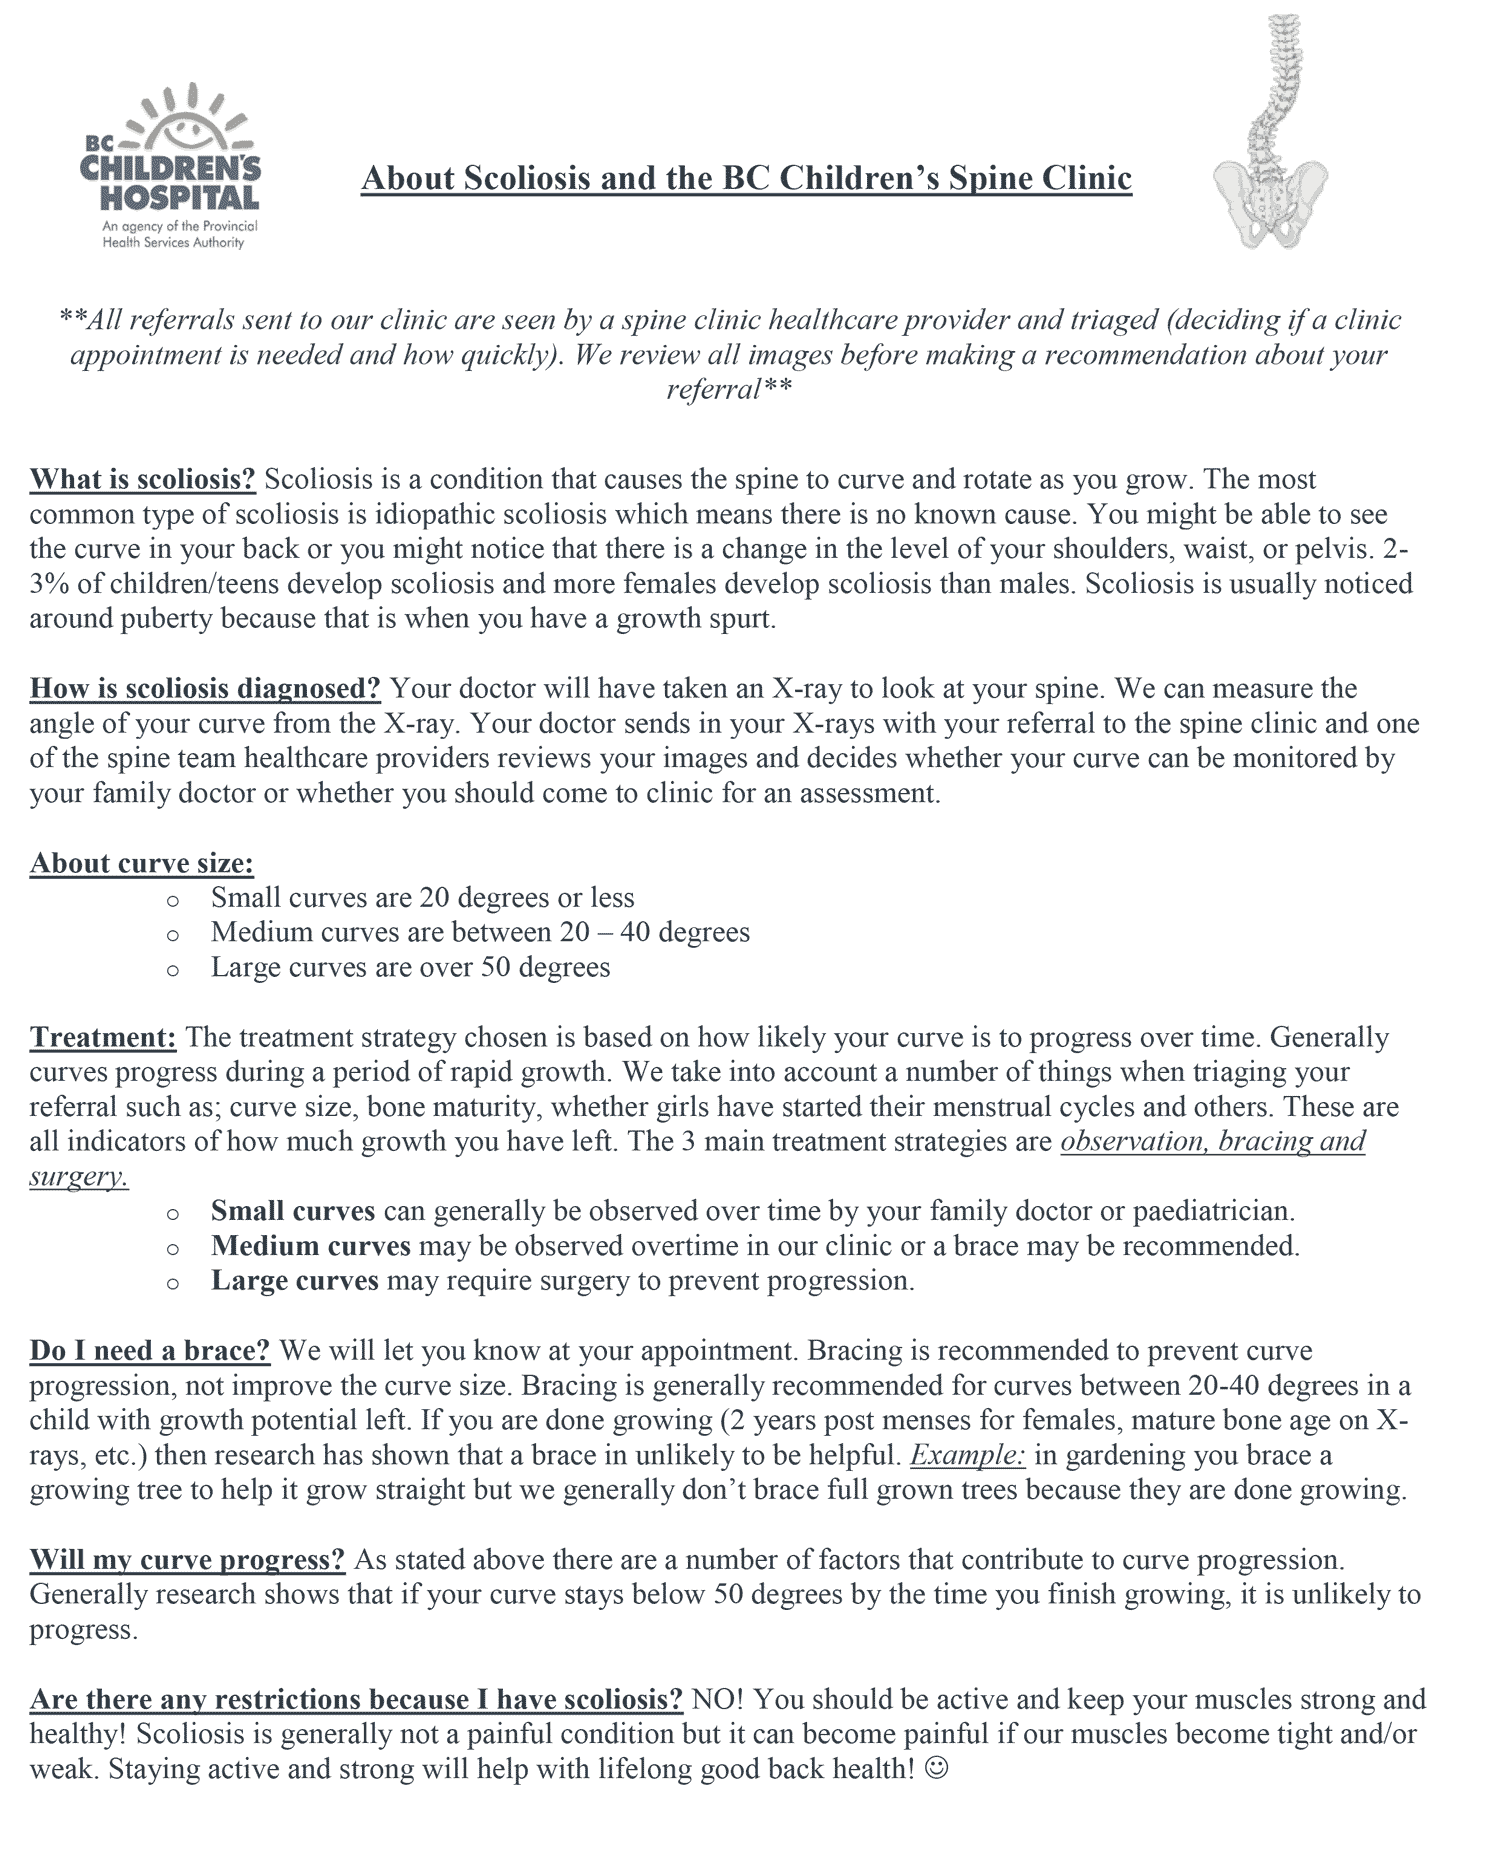 BC
CHILDREN'S
HOSPITAL
An agency of the Provincial
Health Services Authority
About Scoliosis and the BC Children's Spine Clinic
**All referrals sent to our clinic are seen by a spine clinic healthcare provider and triaged (deciding if a clinic
appointment is needed and how quickly). We review all images before making a recommendation about your
referral**
What is scoliosis? Scoliosis is a condition that causes the spine to curve and rotate as you grow. The most
common type of scoliosis is idiopathic scoliosis which means there is no known cause. You might be able to see
the curve in your back or you might notice that there is a change in the level of your shoulders, waist, or pelvis. 2-
3% of children/teens develop scoliosis and more females develop scoliosis than males. Scoliosis is usually noticed
around puberty because that is when you have a growth spurt.
How is scoliosis diagnosed? Your doctor will have taken an X-ray to look at your spine. We can measure the
angle of your curve from the X-ray. Your doctor sends in your X-rays with your referral to the spine clinic and one
of the spine team healthcare providers reviews your images and decides whether your curve can be monitored by
your family doctor or whether you should come to clinic for an assessment.
About curve size:
o Small curves are 20 degrees or less
o Medium curves are between 20 – 40 degrees
o Large curves are over 50 degrees
Treatment: The treatment strategy chosen is based on how likely your curve is to progress over time. Generally
curves progress during a period of rapid growth. We take into account a number of things when triaging your
referral such as; curve size, bone maturity, whether girls have started their menstrual cycles and others. These are
all indicators of how much growth you have left. The 3 main treatment strategies are observation, bracing and
surgery.
o Small curves can generally be observed over time by your family doctor or paediatrician.
o Medium curves may be observed overtime in our clinic or a brace may be recommended.
o Large curves may require surgery to prevent progression.
Do I need a brace? We will let you know at your appointment. Bracing is recommended to prevent curve
progression, not improve the curve size. Bracing is generally recommended for curves between 20-40 degrees in a
child with growth potential left. If you are done growing (2 years post menses for females, mature bone age on X-
rays, etc.) then research has shown that a brace in unlikely to be helpful. Example: in gardening you brace a
growing tree to help it grow straight but we generally don't brace full grown trees because they are done growing.
Will my curve progress? As stated above there are a number of factors that contribute to curve progression.
Generally research shows that if your curve stays below 50 degrees by the time you finish growing, it is unlikely to
progress.
Are there any restrictions because I have scoliosis? NO! You should be active and keep your muscles strong and
healthy! Scoliosis is generally not a painful condition but it can become painful if our muscles become tight and/or
weak. Staying active and strong will help with lifelong good back health! ☺